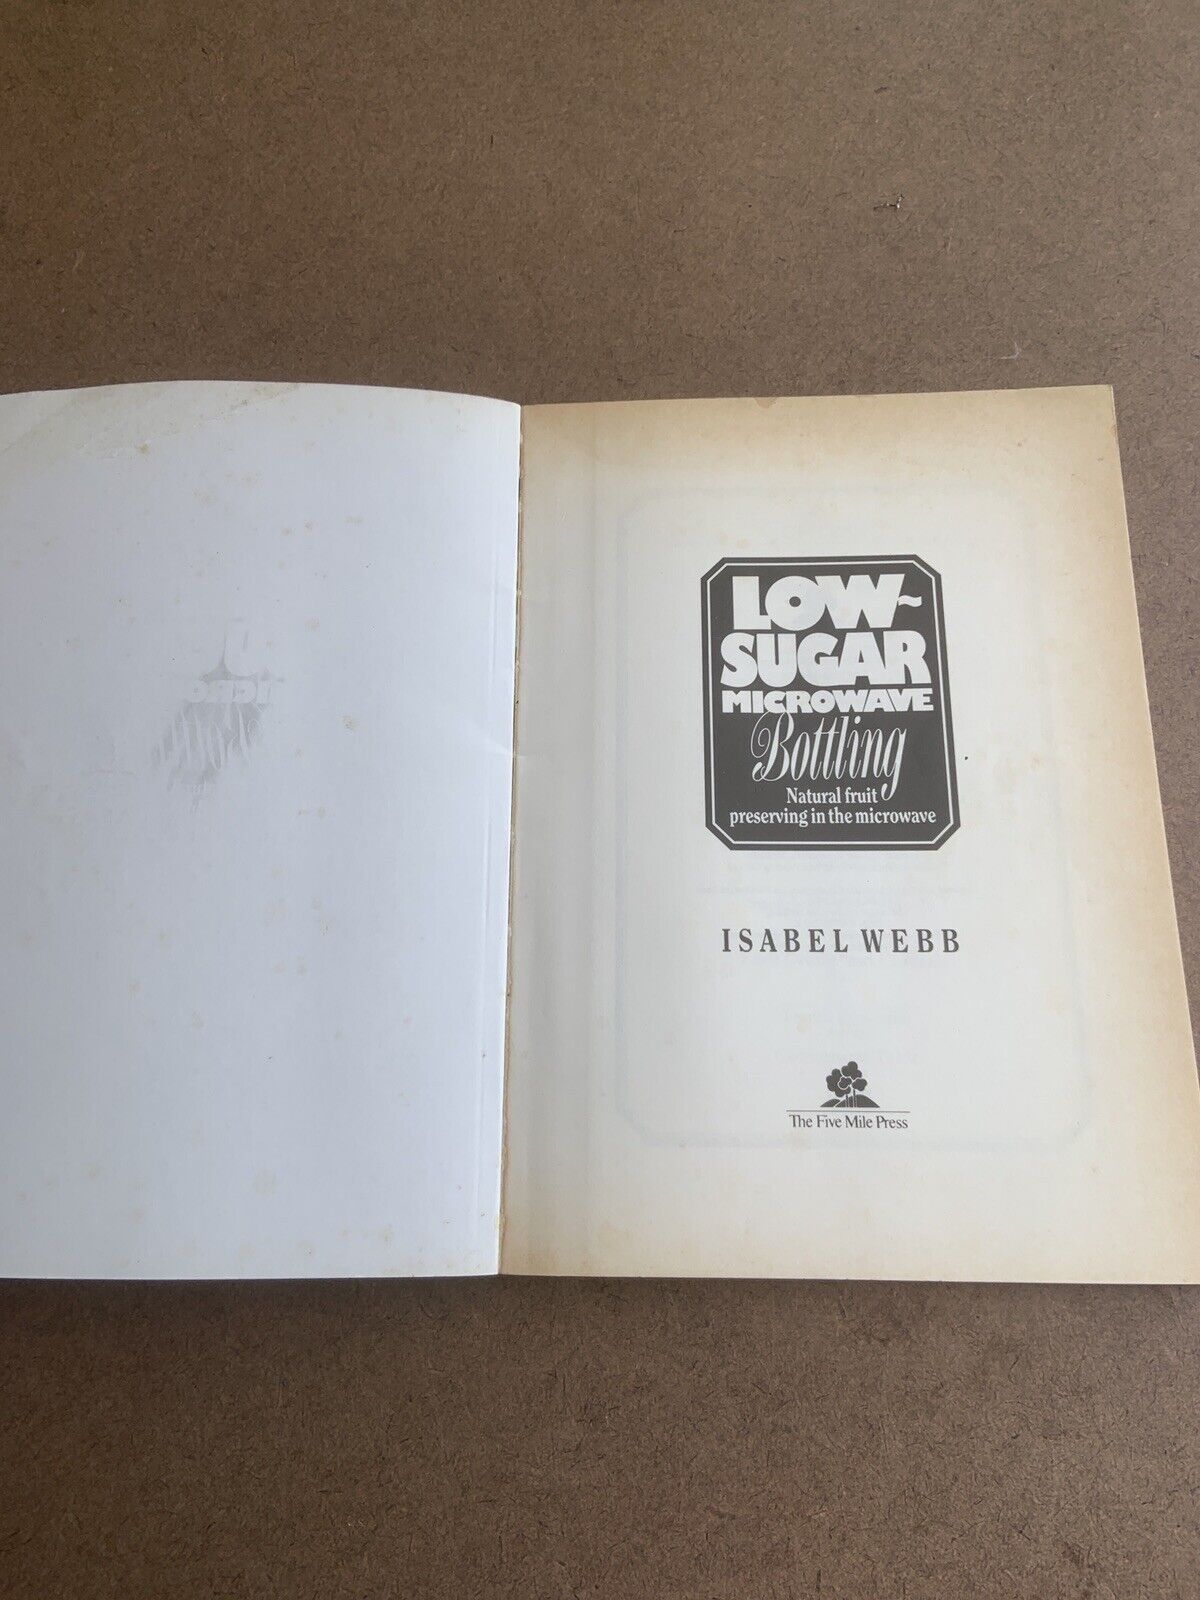 LOW-
SUGAR
MICROWAVE
Bottling
Natural fruit
preserving in the microwave
ISABEL WEBB
The Five Mile Press